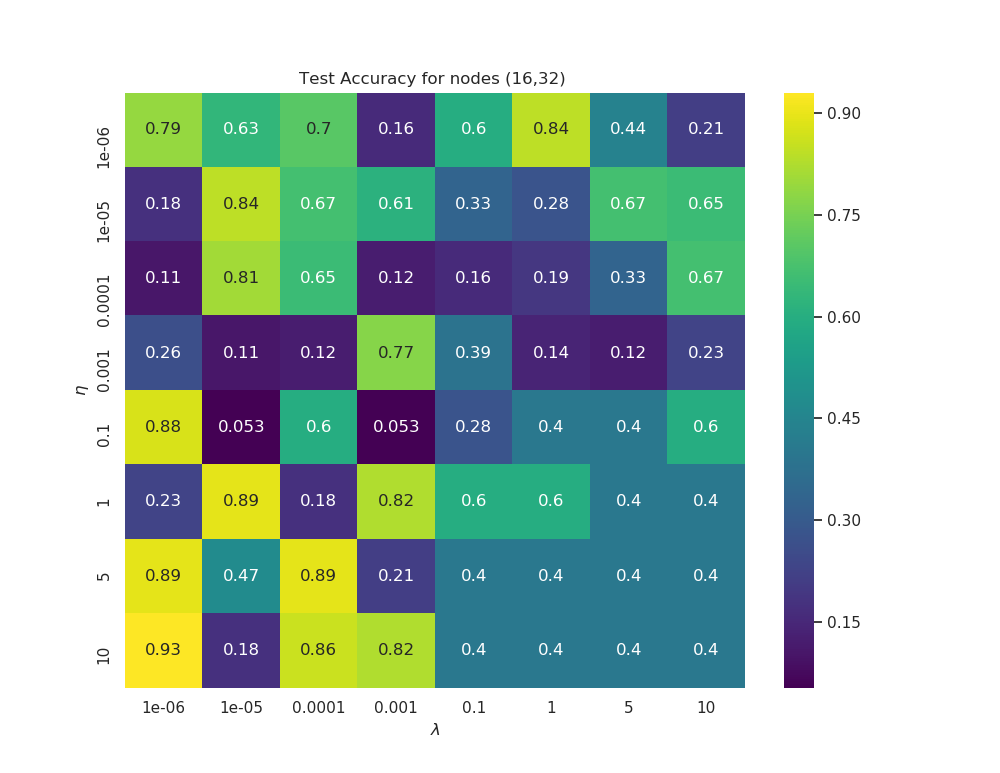 Test Accuracy for nodes (16,32)
1e-06 0.79 0.63 0.7 0.16 0.6 0.84 0.44 0.21
1e-05 0.18 0.84 0.67 0.61 0.33 0.28 0.67 0.65
0.0001 0.11 0.81 0.65 0.12 0.16 0.19 0.33 0.67
0.001 0.26 0.11 0.12 0.77 0.39 0.14 0.12 0.23
0.1 0.88 0.053 0.6 0.053 0.28 0.4 0.4 0.6
1 0.23 0.89 0.18 0.82 0.6 0.6 0.4 0.4
5 0.89 0.47 0.89 0.21 0.4 0.4 0.4 0.4
10 0.93 0.18 0.86 0.82 0.4 0.4 0.4 0.4
η
1e-06 1e-05 0.0001 0.001 0.1 1 5 10
λ
0.90
0.75
0.60
0.45
0.30
0.15